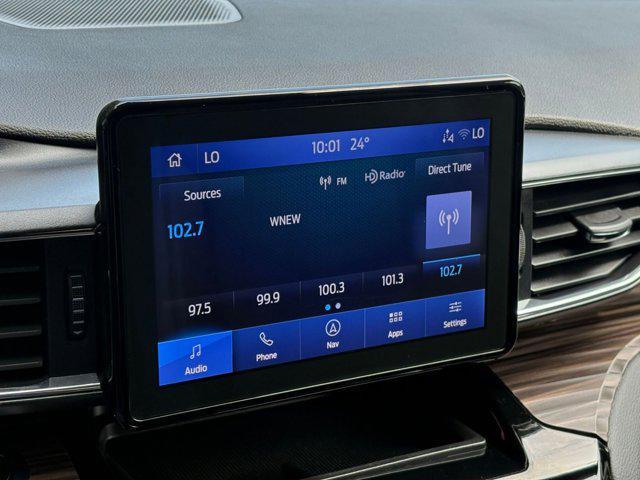 LO 10:01 24° 4 LO
Sources FM HD Radio Direct Tune
102.7
WNEW
97.5 99.9 100.3 101.3 102.7
Audio Phone Nav Apps Settings